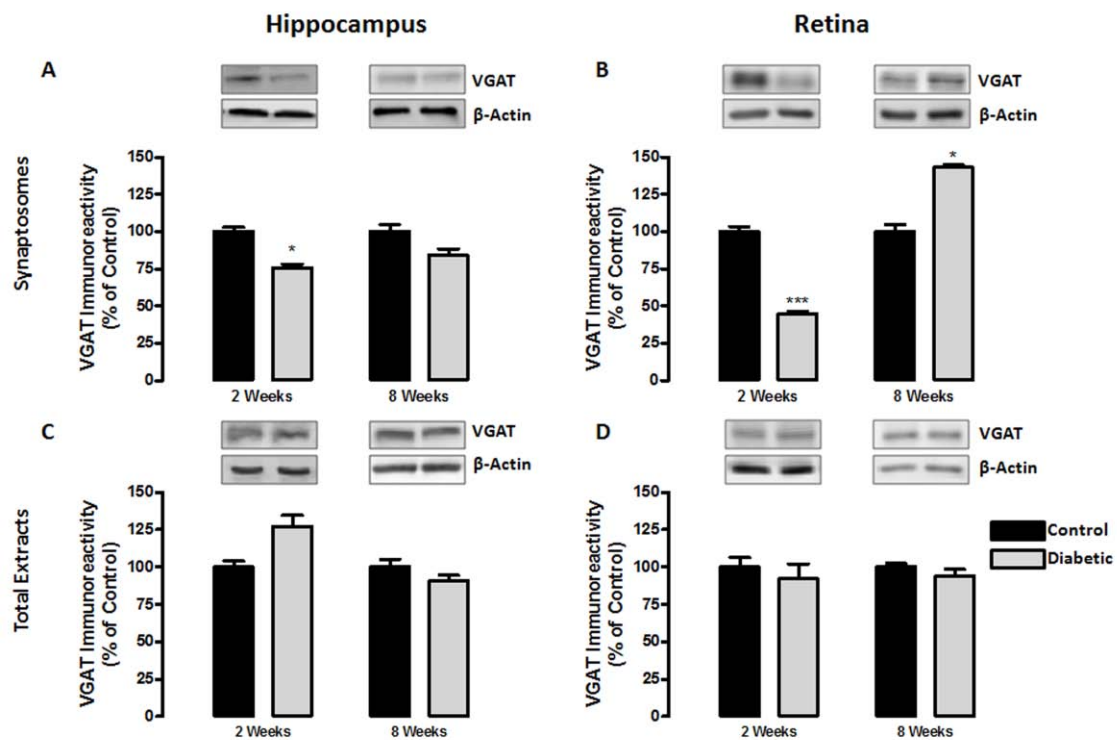 Hippocampus
Retina
A
VGAT
β-Actin
Synaptosomes
VGAT Immunoreactivity
(% of Control)
150
125
100
75
50
25
0
*
2 Weeks
8 Weeks
B
VGAT
β-Actin
VGAT Immunoreactivity
(% of Control)
150
125
100
75
50
25
0
***
*
2 Weeks
8 Weeks
C
VGAT
β-Actin
Total Extracts
VGAT Immunoreactivity
(% of Control)
150
125
100
75
50
25
0
2 Weeks
8 Weeks
D
VGAT
β-Actin
VGAT Immunoreactivity
(% of Control)
150
125
100
75
50
25
0
2 Weeks
8 Weeks
Control
Diabetic